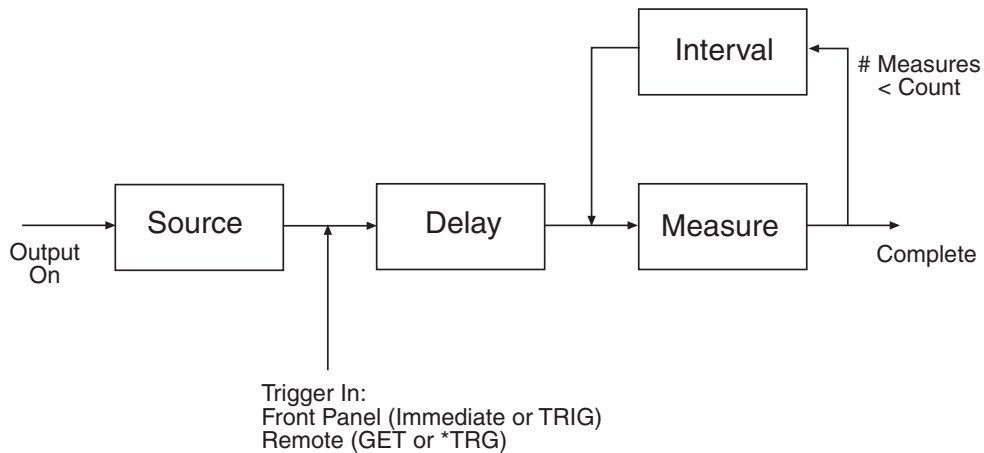 Interval
# Measures
< Count
Source
Delay
Measure
Output
On
Complete
Trigger In:
Front Panel (Immediate or TRIG)
Remote (GET or *TRG)